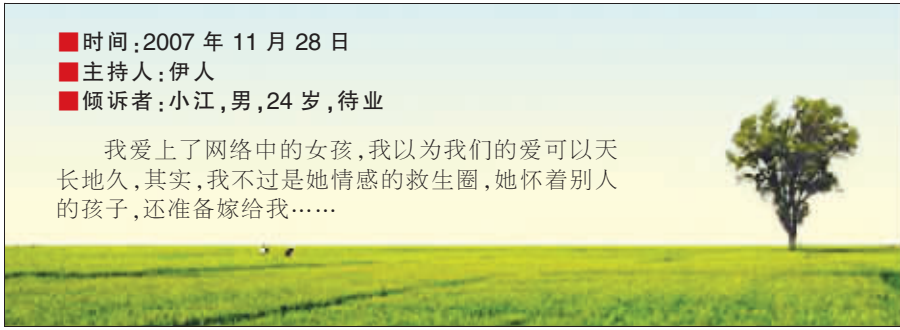 ■时间:2007 年 11 月 28 日
■主持人:伊人
■倾诉者:小江,男,24 岁,待业
我爱上了网络中的女孩,我以为我们的爱可以天
长地久,其实,我不过是她情感的救生圈,她怀着别人
的孩子,还准备嫁给我……